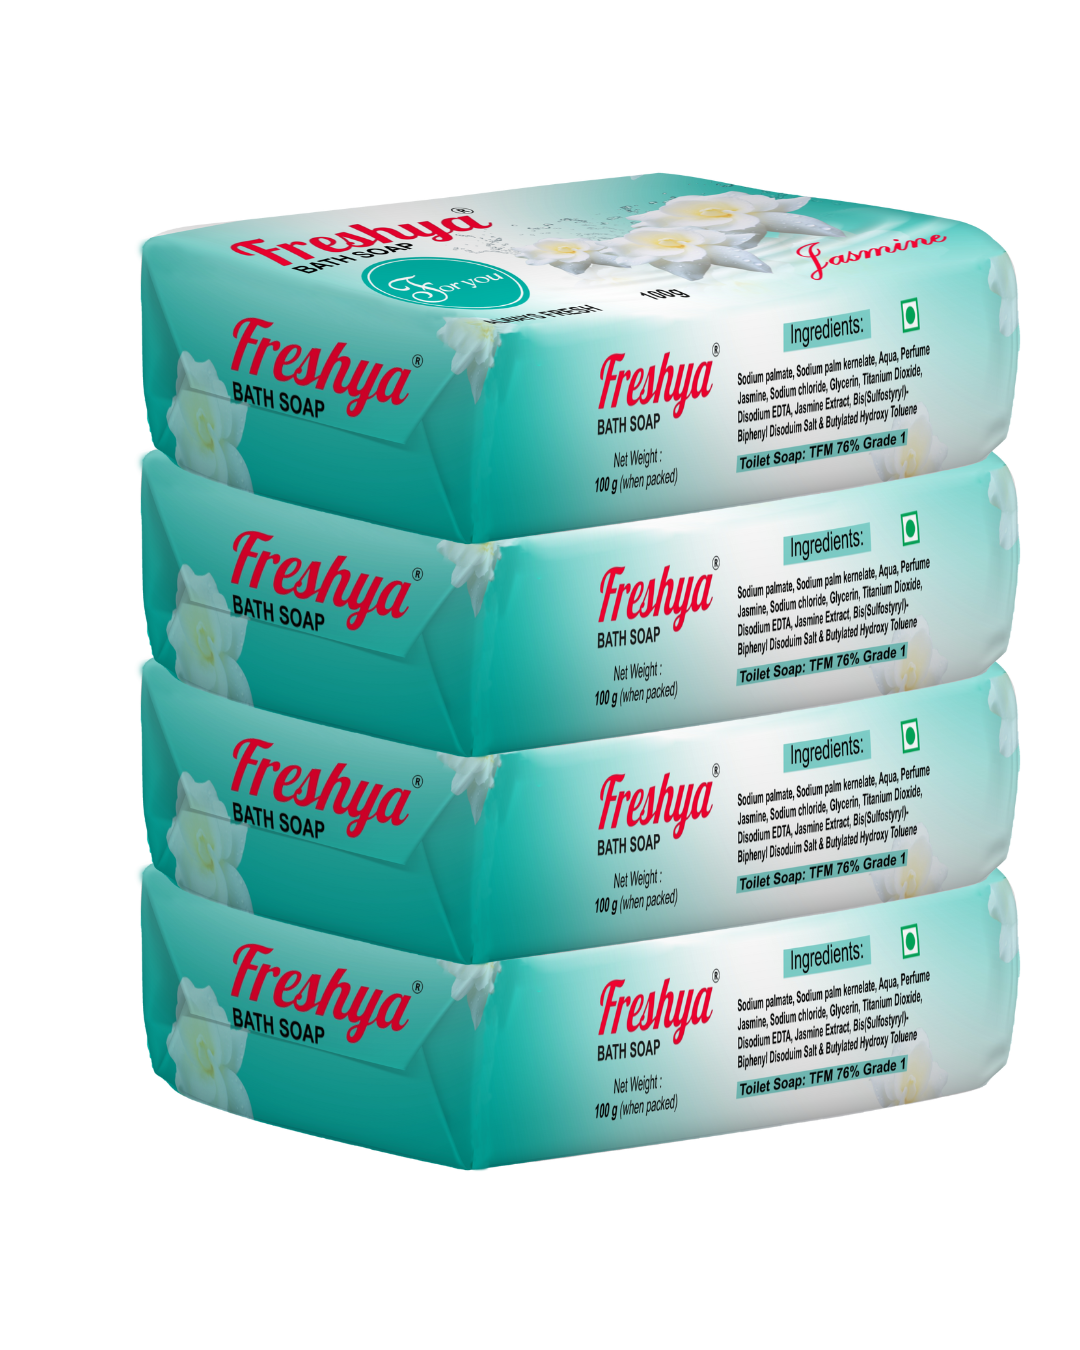 Freshya®
BATH SOAP
For you
ALWAYS FRESH
100g
Jasmine
Freshya®
BATH SOAP
Freshya®
BATH SOAP
Net Weight :
100 g (when packed)
Ingredients:
Sodium palmate, Sodium palm kernelate, Aqua, Perfume
Jasmine, Sodium chloride, Glycerin, Titanium Dioxide,
Disodium EDTA, Jasmine Extract, Bis(Sulfostyryl)-
Biphenyl Disoduim Salt & Butylated Hydroxy Toluene
Toilet Soap: TFM 76% Grade 1
Freshya®
BATH SOAP
Freshya®
BATH SOAP
Net Weight :
100 g (when packed)
Ingredients:
Sodium palmate, Sodium palm kernelate, Aqua, Perfume
Jasmine, Sodium chloride, Glycerin, Titanium Dioxide,
Disodium EDTA, Jasmine Extract, Bis(Sulfostyryl)-
Biphenyl Disoduim Salt & Butylated Hydroxy Toluene
Toilet Soap: TFM 76% Grade 1
Freshya®
BATH SOAP
Freshya®
BATH SOAP
Net Weight :
100 g (when packed)
Ingredients:
Sodium palmate, Sodium palm kernelate, Aqua, Perfume
Jasmine, Sodium chloride, Glycerin, Titanium Dioxide,
Disodium EDTA, Jasmine Extract, Bis(Sulfostyryl)-
Biphenyl Disoduim Salt & Butylated Hydroxy Toluene
Toilet Soap: TFM 76% Grade 1
Freshya®
BATH SOAP
Freshya®
BATH SOAP
Net Weight :
100 g (when packed)
Ingredients:
Sodium palmate, Sodium palm kernelate, Aqua, Perfume
Jasmine, Sodium chloride, Glycerin, Titanium Dioxide,
Disodium EDTA, Jasmine Extract, Bis(Sulfostyryl)-
Biphenyl Disoduim Salt & Butylated Hydroxy Toluene
Toilet Soap: TFM 76% Grade 1